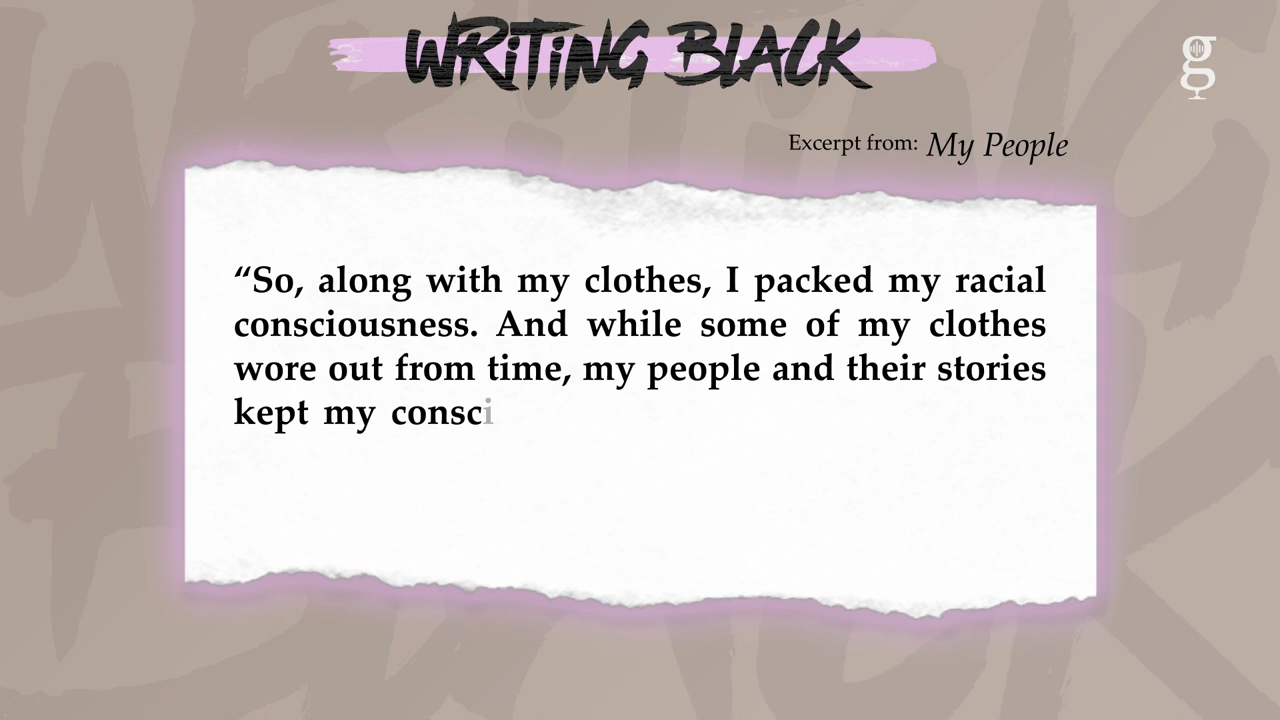 WRiTiNG BLACK
g
Excerpt from: My People
“So, along with my clothes, I packed my racial
consciousness. And while some of my clothes
wore out from time, my people and their stories
kept my consci